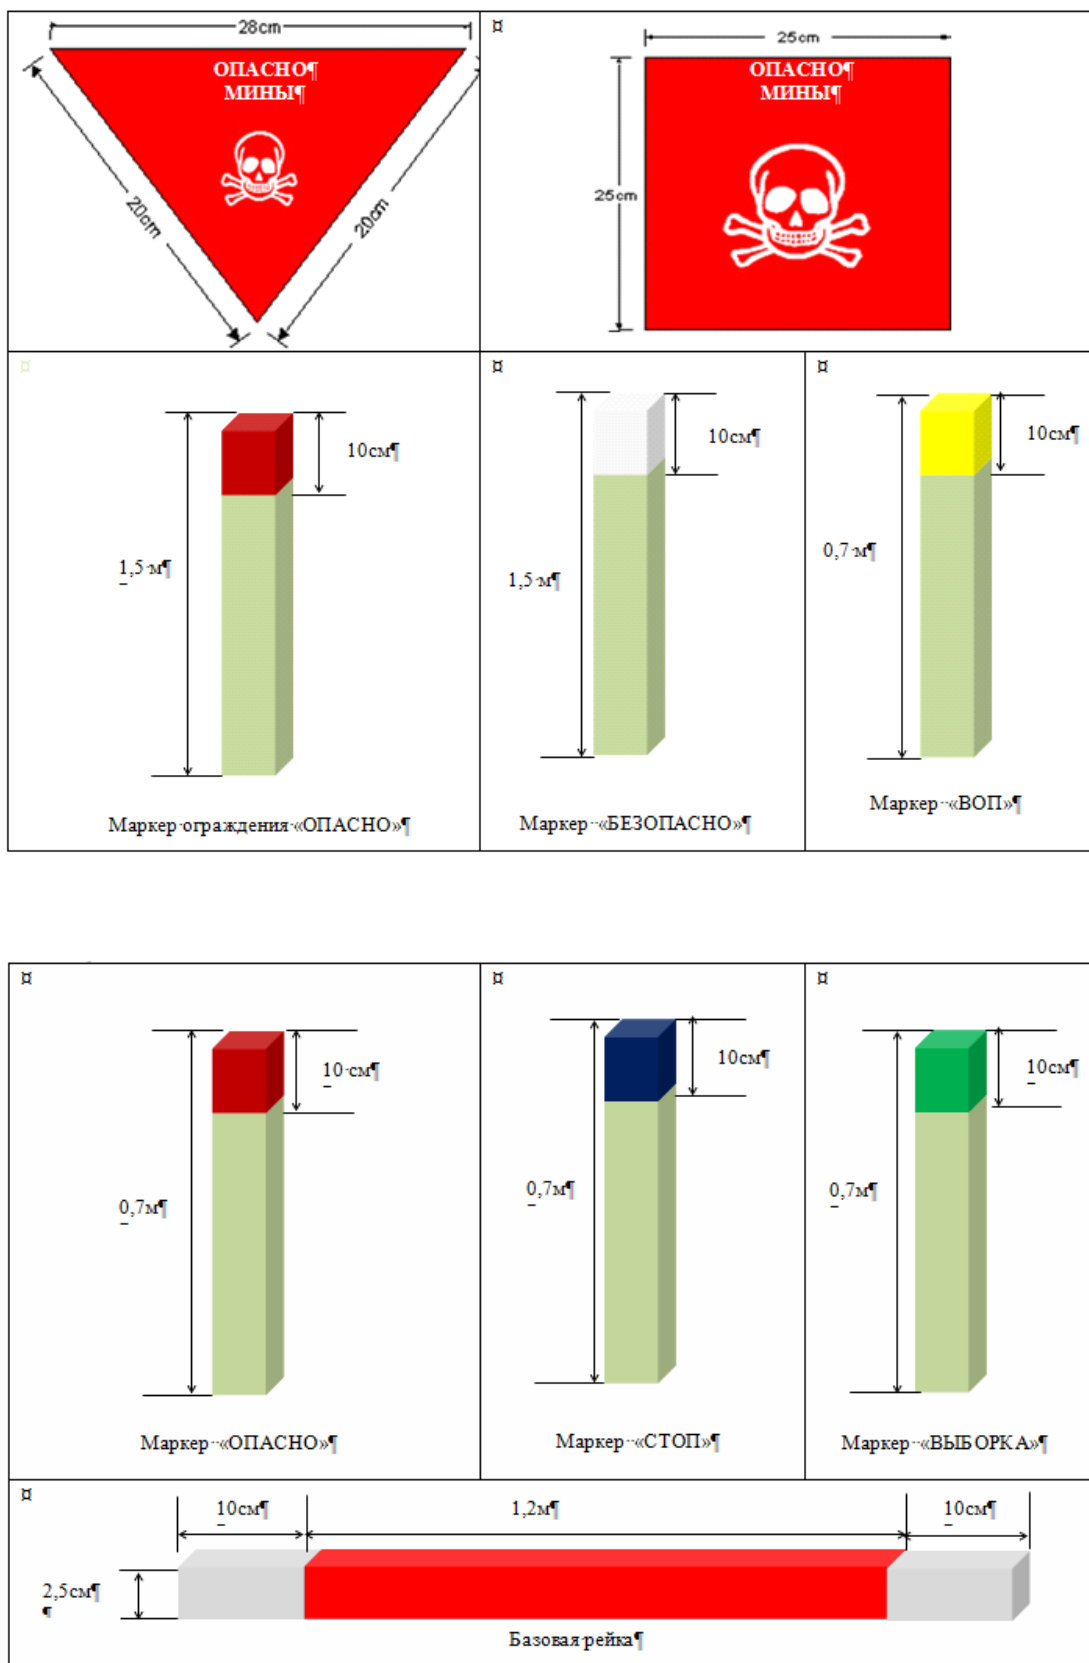 28cm
ОПАСНО¶
МИНЫ¶
20cm
20cm
¤
25cm
ОПАСНО¶
МИНЫ¶
25cm
¤
10см¶
1,5·м¶
Маркер·ограждения·«ОПАСНО»¶
¤
10см¶
1,5·м¶
Маркер··«БЕЗОПАСНО»¶
¤
10см¶
0,7·м¶
Маркер··«ВОП»¶
¤
10·см¶
0,7м¶
Маркер··«ОПАСНО»¶
¤
10см¶
0,7м¶
Маркер··«СТОП»¶
¤
10см¶
0,7м¶
Маркер··«ВЫБОРКА»¶
¤
10см¶
1,2м¶
10см¶
2,5см¶
¶
Базовая·рейка¶